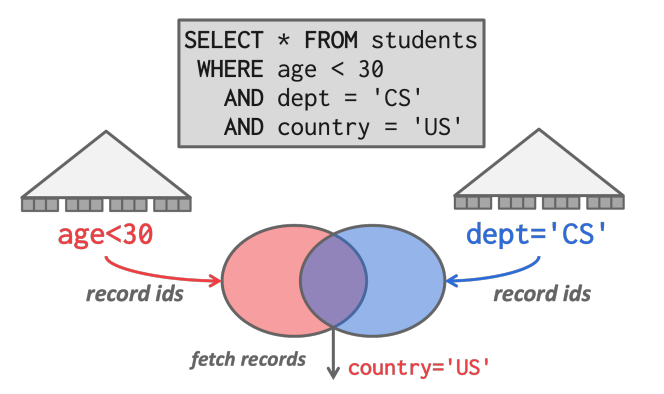 SELECT * FROM students
WHERE age < 30
AND dept = 'CS'
AND country = 'US'
age<30
dept='CS'
record ids
record ids
fetch records
country='US'